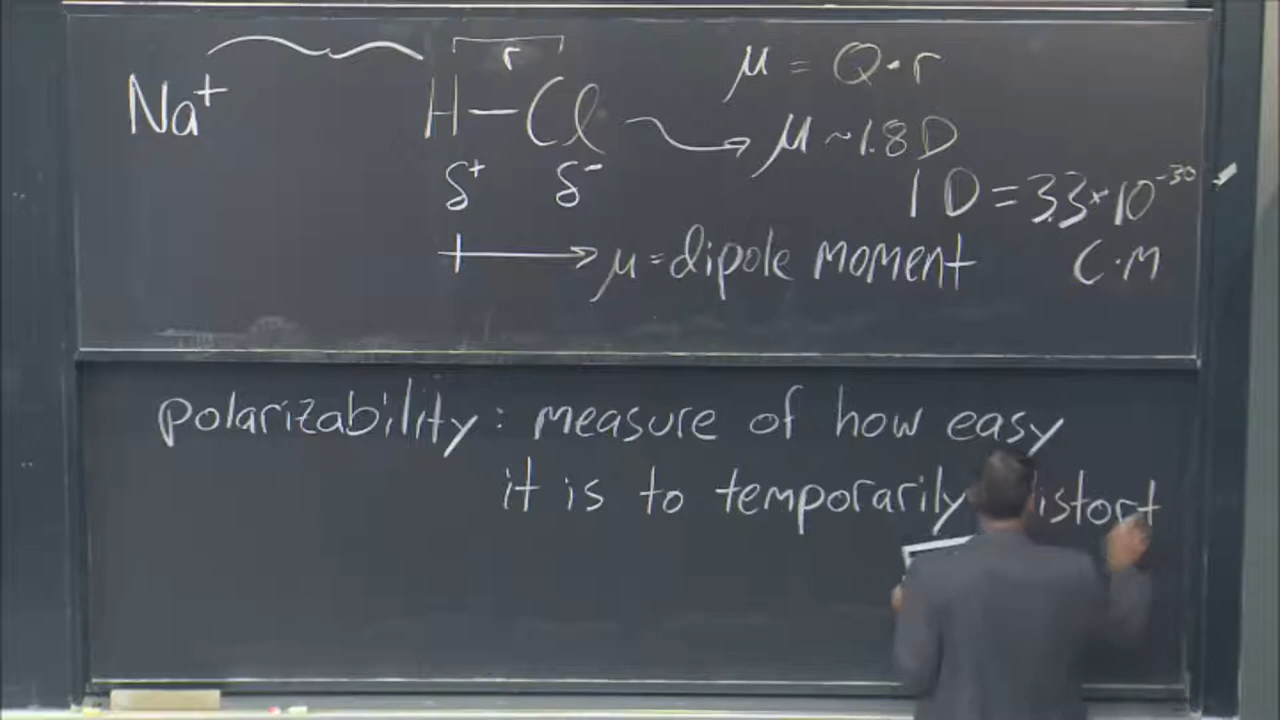 r
μ = Q·r
Na⁺ H—Cl μ ~1.8 D
δ⁺ δ⁻ 1 D = 3.3×10⁻³⁰
μ = dipole moment C·m
polarizability: measure of how easy
it is to temporarily distort